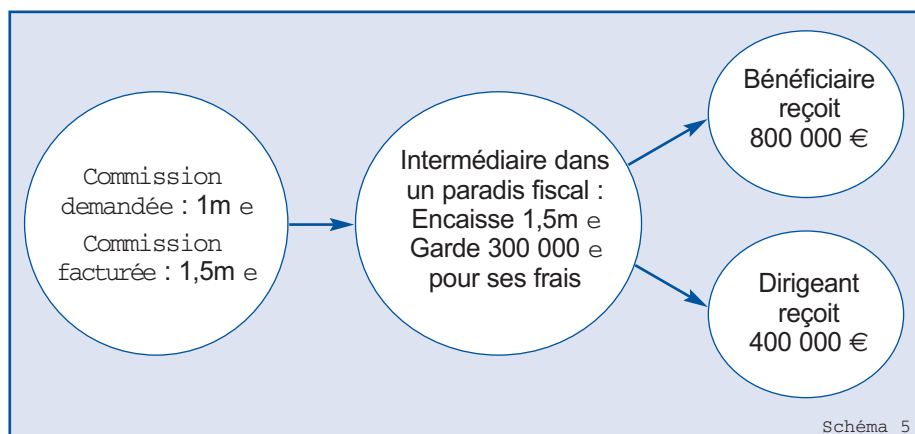 Commission
demandée : 1m e
Commission
facturée : 1,5m e
Intermédiaire dans
un paradis fiscal :
Encaisse 1,5m e
Garde 300 000 e
pour ses frais
Bénéficiaire
reçoit
800 000 €
Dirigeant
reçoit
400 000 €
Schéma 5